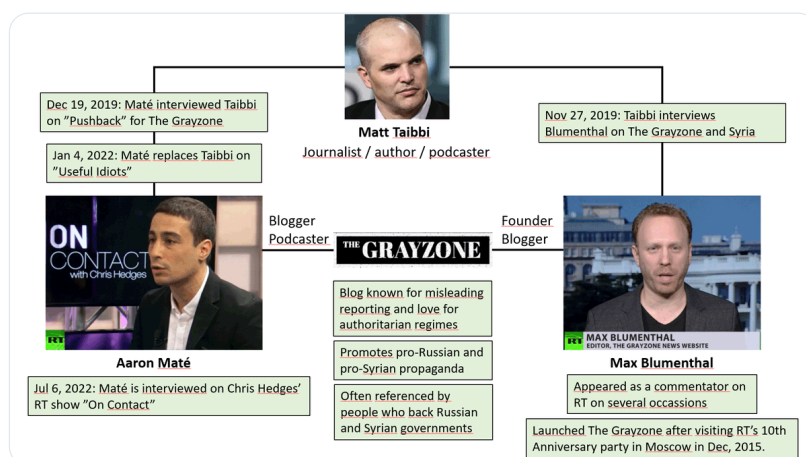 Matt Taibbi
Journalist / author / podcaster
Dec 19, 2019: Maté interviewed Taibbi
on ”Pushback” for The Grayzone
Jan 4, 2022: Maté replaces Taibbi on
”Useful Idiots”
Nov 27, 2019: Taibbi interviews
Blumenthal on The Grayzone and Syria
ON
CONTACT
with Chris Hedges
RT
Aaron Maté
Jul 6, 2022: Maté is interviewed on Chris Hedges’
RT show ”On Contact”
Blogger
Podcaster
THE GRAYZONE
Founder
Blogger
Blog known for misleading
reporting and love for
authoritarian regimes
Promotes pro-Russian and
pro-Syrian propaganda
Often referenced by
people who back Russian
and Syrian governments
RT
MAX BLUMENTHAL
EDITOR, THE GRAYZONE NEWS WEBSITE
Max Blumenthal
Appeared as a commentator on
RT on several occassions
Launched The Grayzone after visiting RT’s 10th
Anniversary party in Moscow in Dec, 2015.